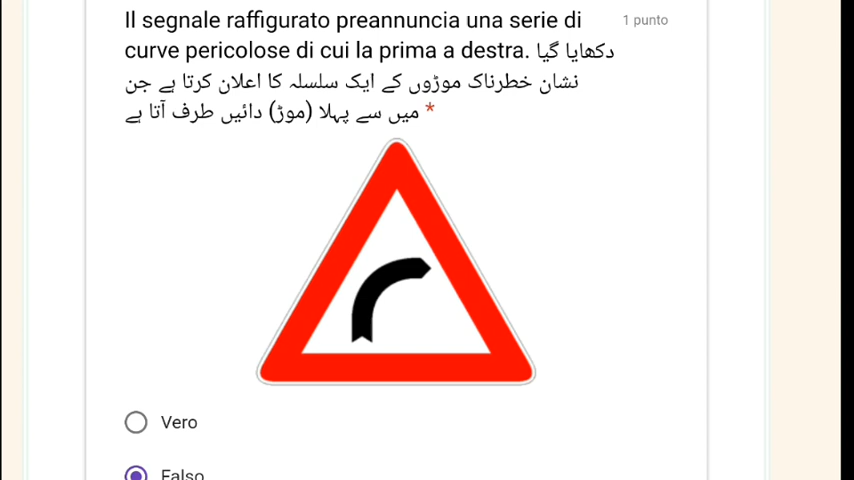 Il segnale raffigurato preannuncia una serie di
1 punto
curve pericolose di cui la prima a destra. دکھایا گیا
نشان خطرناک موڑوں کے ایک سلسلہ کا اعلان کرتا ہے جن
میں سے پہلا (موڑ) دائیں طرف آتا ہے *
Vero
Falso